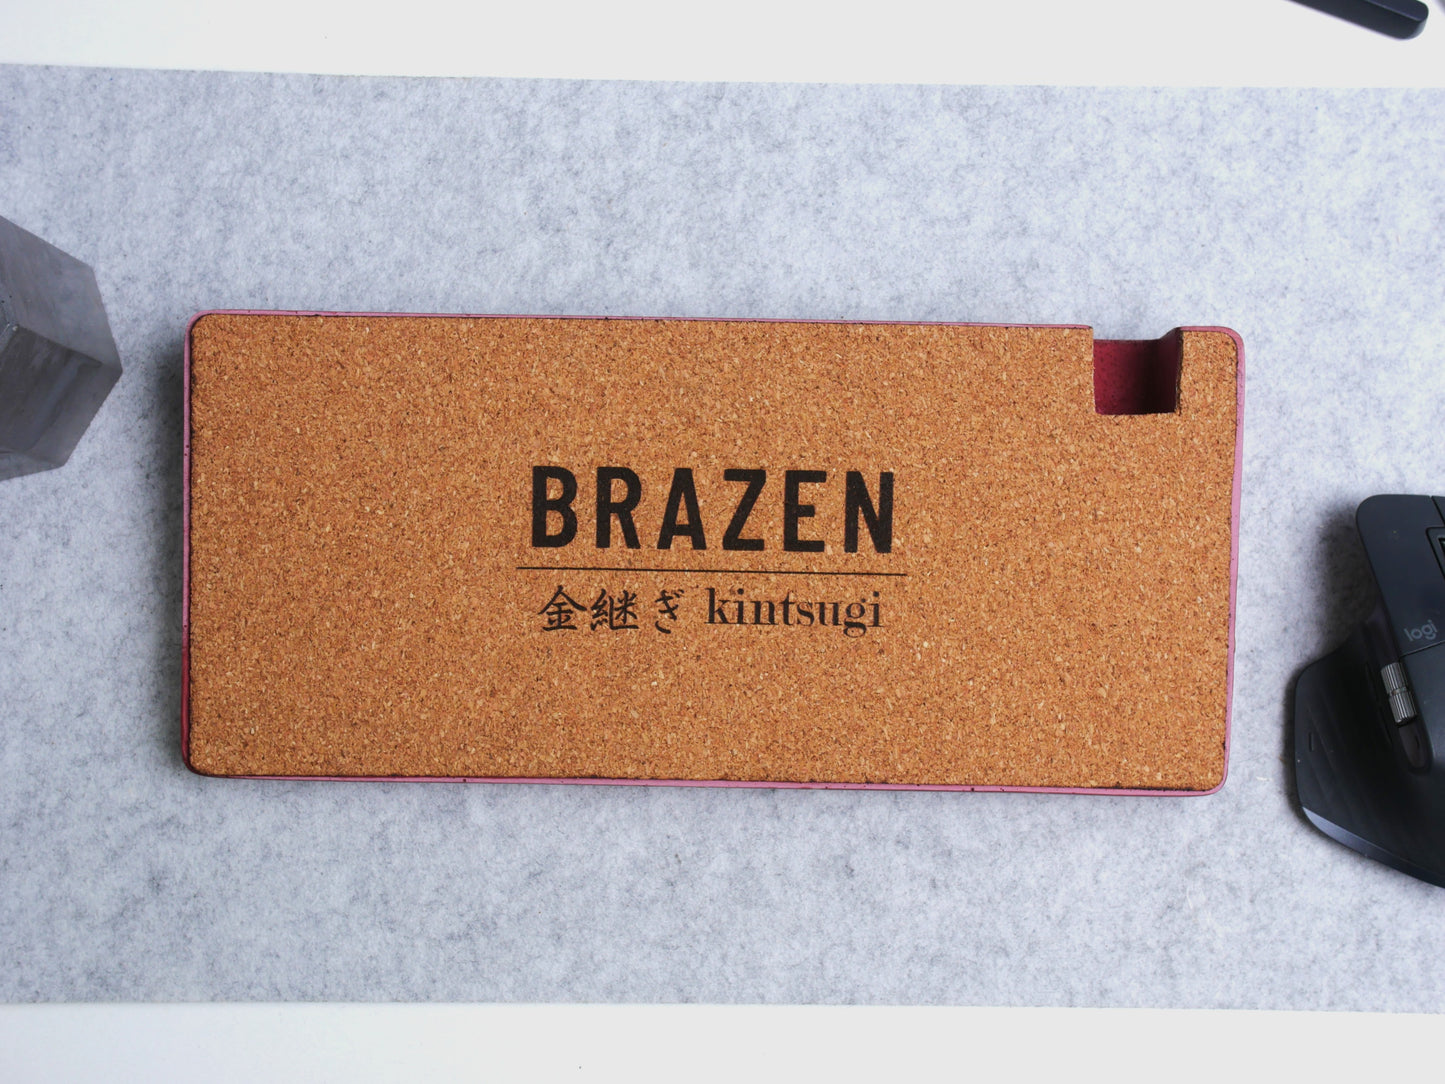 BRAZEN
金継ぎ kintsugi
logi